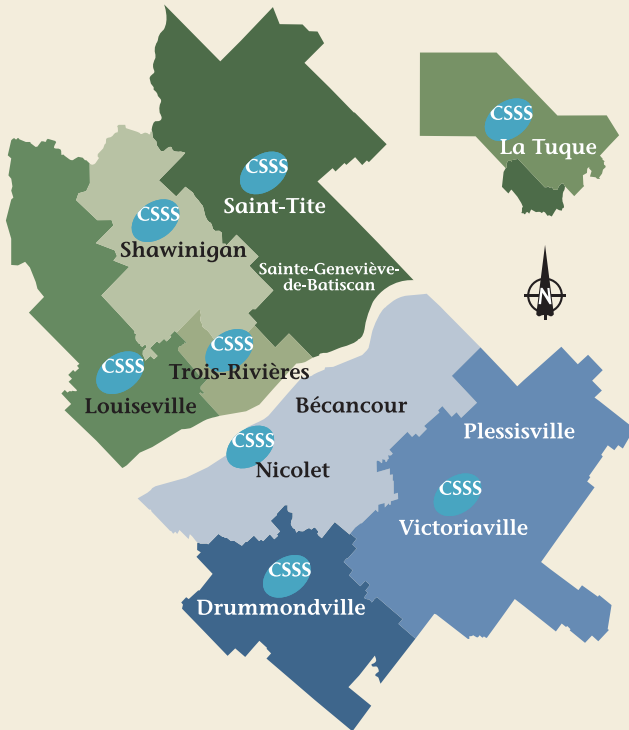 CSSS
La Tuque
CSSS
Saint-Tite
CSSS
Shawinigan
Sainte-Geneviève-
de-Batiscan
N
CSSS
Trois-Rivières
CSSS
Louiseville
Bécancour
Plessisville
CSSS
Nicolet
CSSS
Victoriaville
CSSS
Drummondville